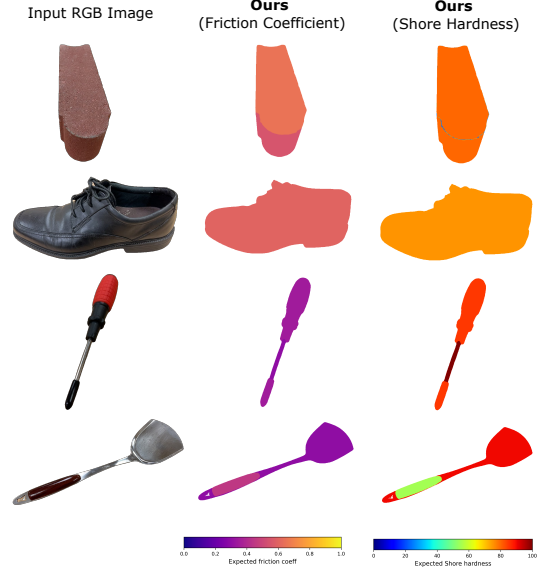 Input RGB Image
Ours
(Friction Coefficient)
Ours
(Shore Hardness)
0.0 0.2 0.4 0.6 0.8 1.0
Expected friction coeff
0 20 40 60 80 100
Expected Shore hardness